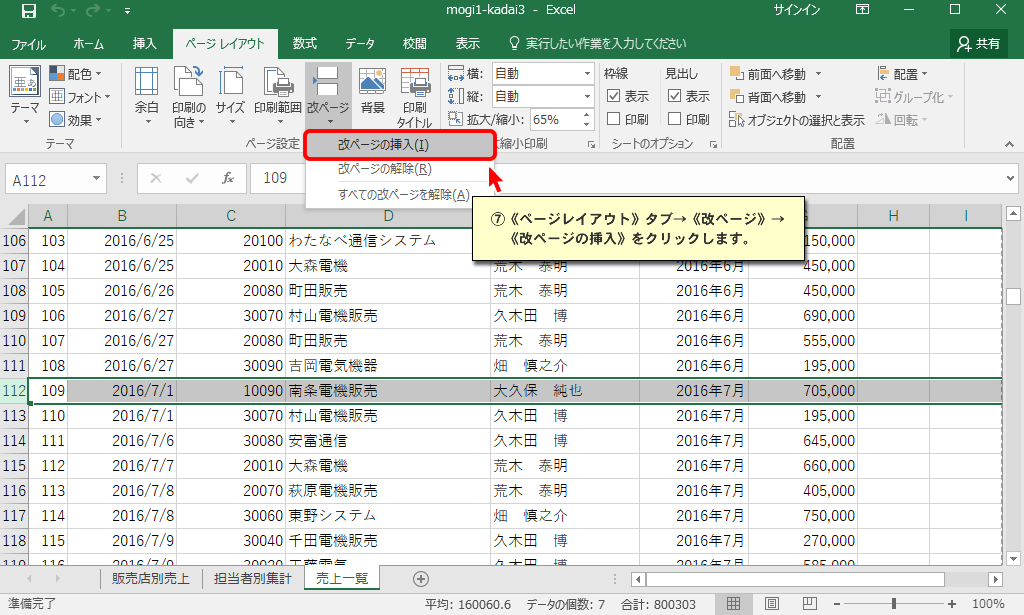 mogi1-kadai3 - Excel
サインイン
ファイル ホーム 挿入 ページ レイアウト 数式 データ 校閲 表示 実行したい作業を入力してください 共有
亜
あぁ
テーマ
配色
フォント
効果
テーマ
余白
印刷の
向き
サイズ
印刷範囲
改ページ
背景
印刷
タイトル
ページ設定
横: 自動
縦: 自動
拡大/縮小: 65%
縮小印刷
枠線
表示
印刷
見出し
表示
印刷
シートのオプション
前面へ移動
背面へ移動
オブジェクトの選択と表示
配置
グループ化
回転
配置
改ページの挿入(I)
改ページの解除(R)
すべての改ページを解除(A)
A112 fx 109
⑦《ページレイアウト》タブ→《改ページ》→
《改ページの挿入》をクリックします。
A B C D G H I
106 103 2016/6/25 20100 わたなべ通信システム 150,000
107 104 2016/6/25 20010 大森電機 荒木 泰明 2016年6月 450,000
108 105 2016/6/26 20080 町田販売 荒木 泰明 2016年6月 450,000
109 106 2016/6/27 30070 村山電機販売 久木田 博 2016年6月 690,000
110 107 2016/6/27 20080 町田販売 荒木 泰明 2016年6月 555,000
111 108 2016/6/27 30090 吉岡電気機器 畑 慎之介 2016年6月 195,000
112 109 2016/7/1 10090 南条電機販売 大久保 純也 2016年7月 705,000
113 110 2016/7/1 30070 村山電機販売 久木田 博 2016年7月 195,000
114 111 2016/7/6 30080 安富通信 久木田 博 2016年7月 645,000
115 112 2016/7/7 20010 大森電機 荒木 泰明 2016年7月 660,000
116 113 2016/7/8 20070 萩原電機販売 荒木 泰明 2016年7月 405,000
117 114 2016/7/8 30060 東野システム 畑 慎之介 2016年7月 750,000
118 115 2016/7/9 30040 千田電機販売 久木田 博 2016年7月 270,000
119 116 2016/7/9 久木田 博 2016年7月 585,000
販売店別売上 担当者別集計 売上一覧
準備完了 平均: 160060.6 データの個数: 7 合計: 800303 100%